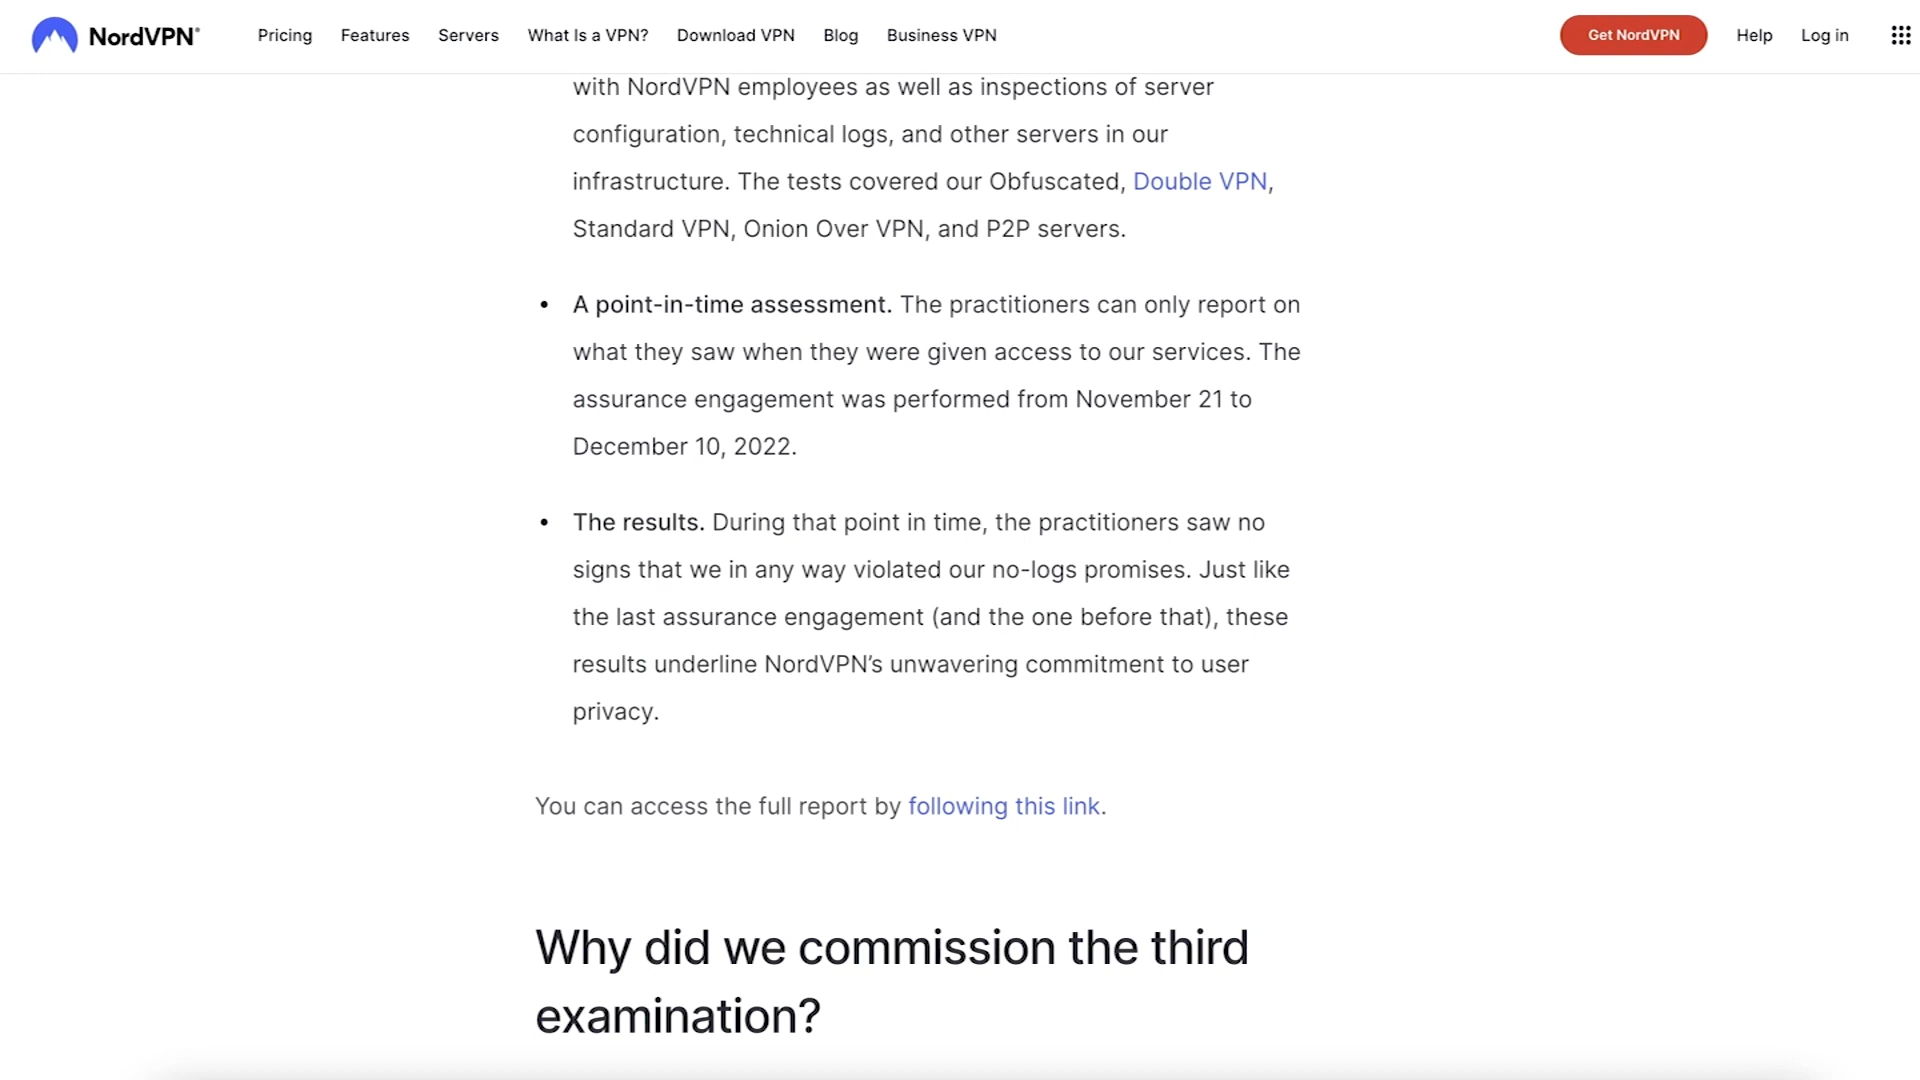 NordVPN®
Pricing
Features
Servers
What Is a VPN?
Download VPN
Blog
Business VPN
Get NordVPN
Help
Log in
with NordVPN employees as well as inspections of server
configuration, technical logs, and other servers in our
infrastructure. The tests covered our Obfuscated, Double VPN,
Standard VPN, Onion Over VPN, and P2P servers.
• A point-in-time assessment. The practitioners can only report on
what they saw when they were given access to our services. The
assurance engagement was performed from November 21 to
December 10, 2022.
• The results. During that point in time, the practitioners saw no
signs that we in any way violated our no-logs promises. Just like
the last assurance engagement (and the one before that), these
results underline NordVPN’s unwavering commitment to user
privacy.
You can access the full report by following this link.
Why did we commission the third
examination?